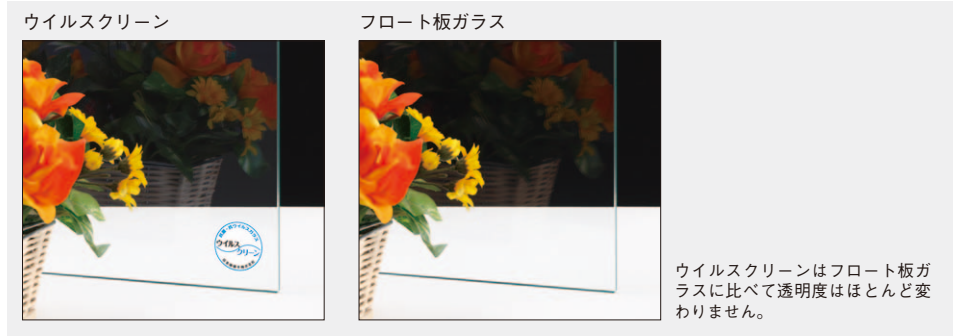 ウイルスクリーン
フロート板ガラス
ウイルス
クリーン
ウイルスクリーンはフロート板ガ
ラスに比べて透明度はほとんど変
わりません。